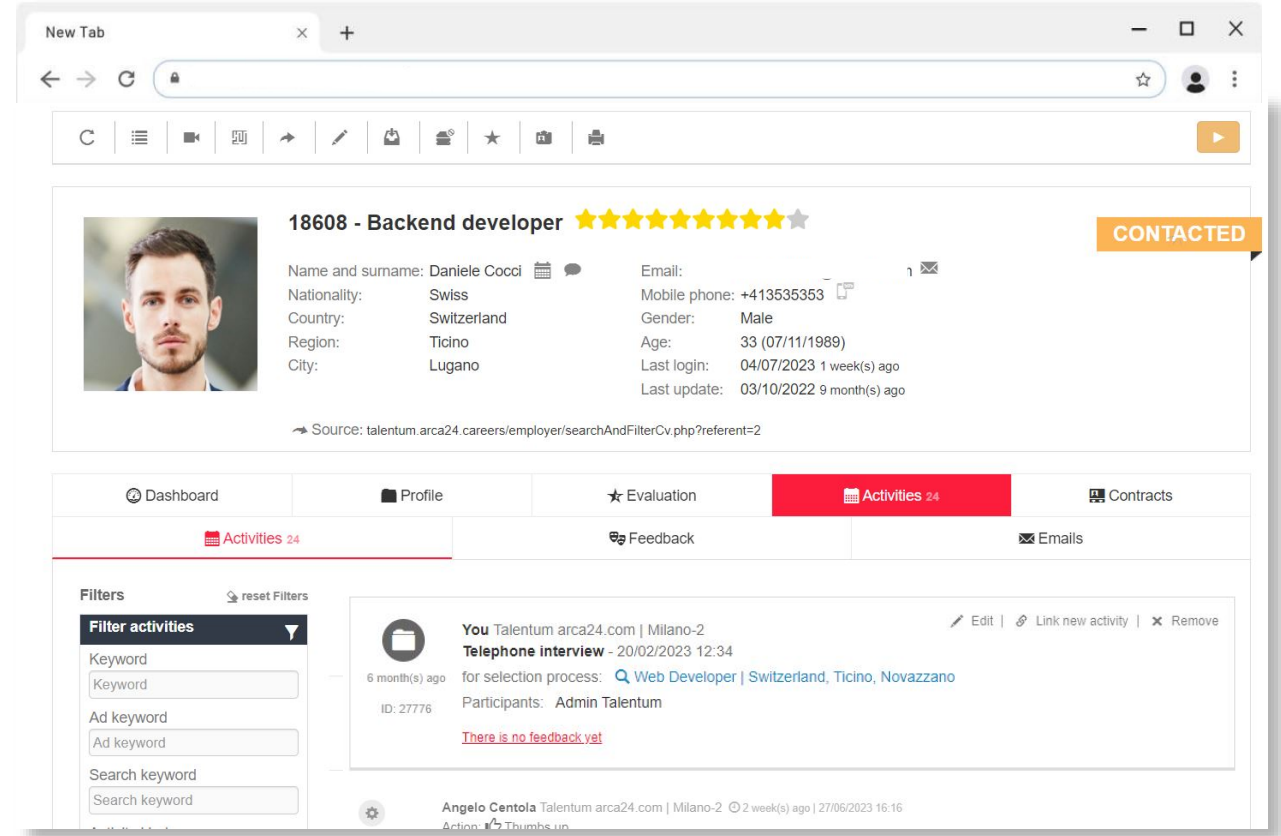 New Tab
18608 - Backend developer
CONTACTED
Name and surname: Daniele Cocci
Nationality: Swiss
Country: Switzerland
Region: Ticino
City: Lugano
Email:
Mobile phone: +413535353
Gender: Male
Age: 33 (07/11/1989)
Last login: 04/07/2023 1 week(s) ago
Last update: 03/10/2022 9 month(s) ago
Source: talentum.arca24.careers/employer/searchAndFilterCv.php?referent=2
Dashboard Profile Evaluation Activities 24 Contracts
Activities 24 Feedback Emails
Filters reset Filters
Filter activities
Keyword
Keyword
Ad keyword
Ad keyword
Search keyword
Search keyword
6 month(s) ago
ID: 27776
You Talentum arca24.com | Milano-2
Edit | Link new activity | Remove
Telephone interview - 20/02/2023 12:34
for selection process: Web Developer | Switzerland, Ticino, Novazzano
Participants: Admin Talentum
There is no feedback yet
Angelo Centola Talentum arca24.com | Milano-2 2 week(s) ago | 27/06/2023 16:16
Action: Thumbs up